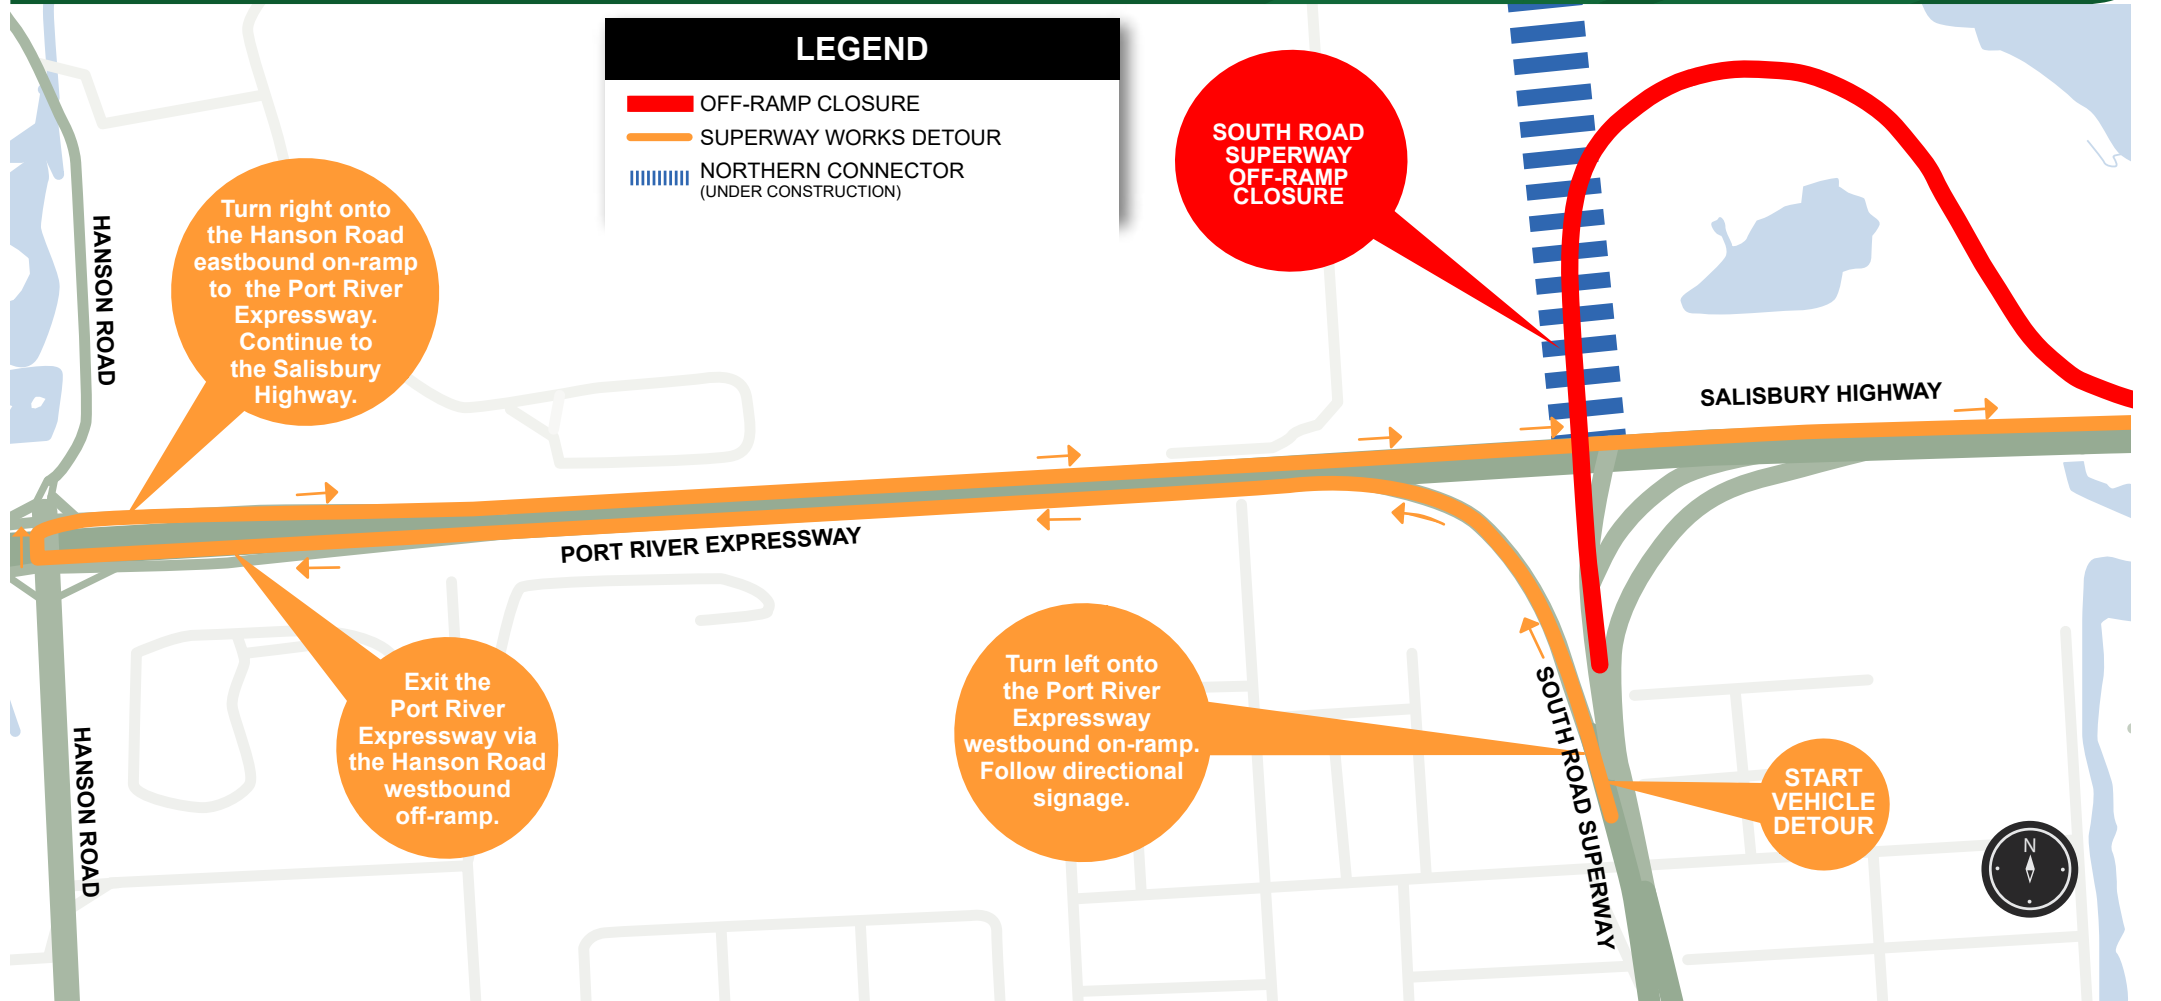 LEGEND
OFF-RAMP CLOSURE
SUPERWAY WORKS DETOUR
NORTHERN CONNECTOR
(UNDER CONSTRUCTION)
SOUTH ROAD
SUPERWAY
OFF-RAMP
CLOSURE
Turn right onto
the Hanson Road
eastbound on-ramp
to the Port River
Expressway.
Continue to
the Salisbury
Highway.
HANSON ROAD
SALISBURY HIGHWAY
PORT RIVER EXPRESSWAY
Exit the
Port River
Expressway via
the Hanson Road
westbound
off-ramp.
Turn left onto
the Port River
Expressway
westbound on-ramp.
Follow directional
signage.
SOUTH ROAD SUPERWAY
START
VEHICLE
DETOUR
HANSON ROAD
N